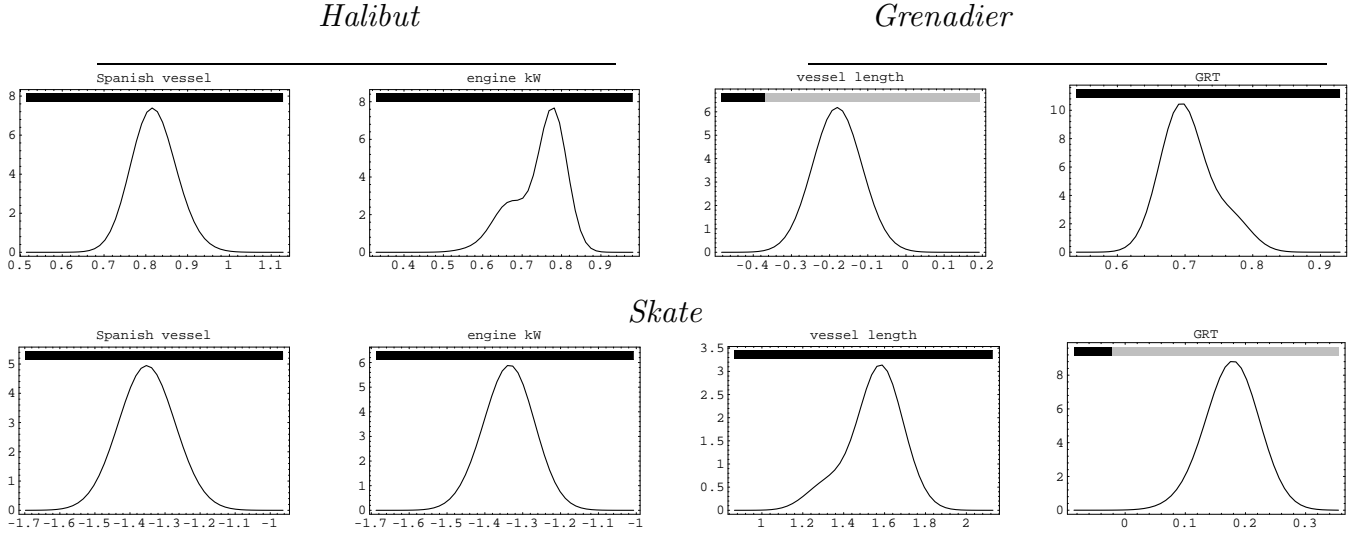 Halibut Grenadier
Spanish vessel engine kW vessel length GRT
8 8 6 10
6 6 5 8
4 4 4 6
2 2 3 4
0 0 2 2
1 0
0
0.5 0.6 0.7 0.8 0.9 1 1.1 0.4 0.5 0.6 0.7 0.8 0.9 -0.4 -0.3 -0.2 -0.1 0 0.1 0.2 0.6 0.7 0.8 0.9
Skate
Spanish vessel engine kW vessel length GRT
5 6 3.5 8
4 5 3 6
3 4 2.5 4
2 3 2 2
1 2 1.5 0
0 1 1
0 0.5
0
-1.7 -1.6 -1.5 -1.4 -1.3 -1.2 -1.1 -1 -1.7 -1.6 -1.5 -1.4 -1.3 -1.2 -1.1 -1 1 1.2 1.4 1.6 1.8 2 0 0.1 0.2 0.3